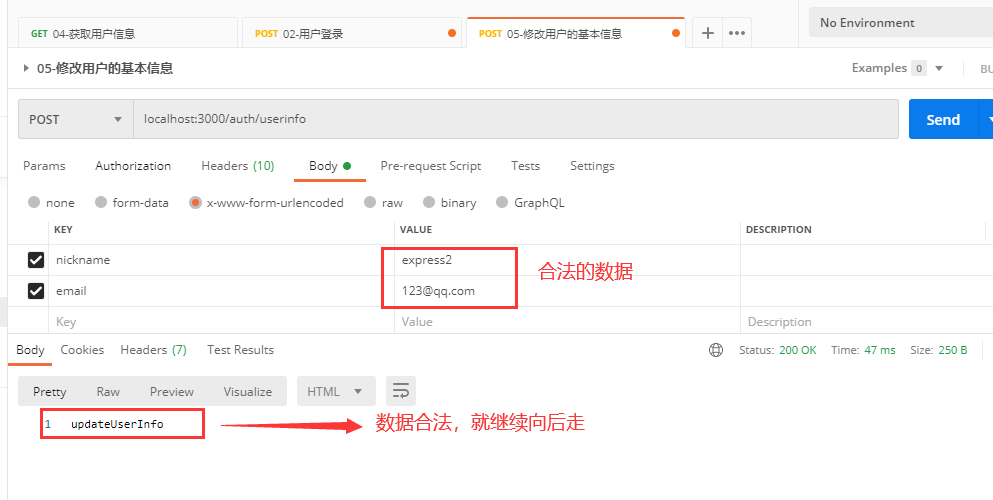 GET 04-获取用户信息
POST 02-用户登录
POST 05-修改用户的基本信息
No Environment
05-修改用户的基本信息
Examples 0
BU
POST localhost:3000/auth/userinfo
Send
Params Authorization Headers (10) Body Pre-request Script Tests Settings
none form-data x-www-form-urlencoded raw binary GraphQL
KEY VALUE DESCRIPTION
nickname express2
email 123@qq.com
合法的数据
Key Value Description
Body Cookies Headers (7) Test Results Status: 200 OK Time: 47 ms Size: 250 B
Pretty Raw Preview Visualize HTML
1 updateUserInfo
数据合法，就继续向后走